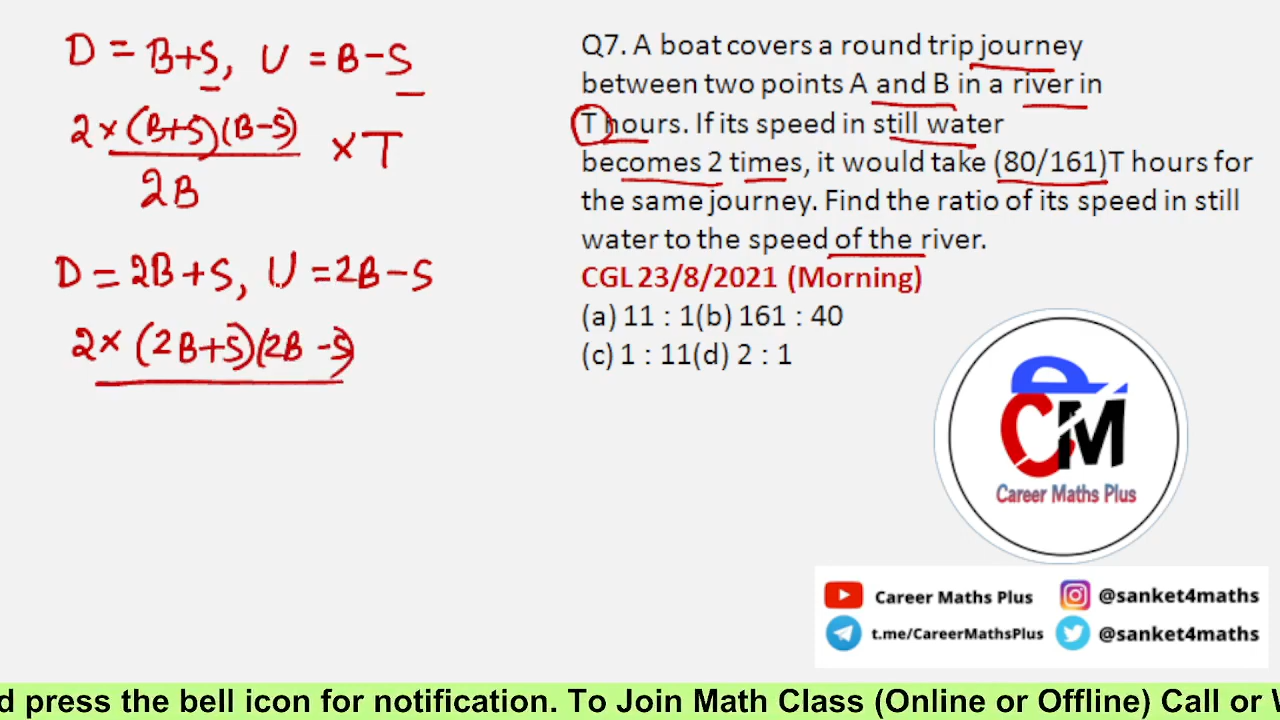 D = B+S, U = B-S
2 × (B+S)(B-S) × T
2B
D = 2B+S, U = 2B-S
2 × (2B+S)(2B-S)
Q7. A boat covers a round trip journey
between two points A and B in a river in
T hours. If its speed in still water
becomes 2 times, it would take (80/161)T hours for
the same journey. Find the ratio of its speed in still
water to the speed of the river.
CGL 23/8/2021 (Morning)
(a) 11 : 1(b) 161 : 40
(c) 1 : 11(d) 2 : 1
e
CM
Career Maths Plus
Career Maths Plus @sanket4maths
t.me/CareerMathsPlus @sanket4maths
d press the bell icon for notification. To Join Math Class (Online or Offline) Call or W